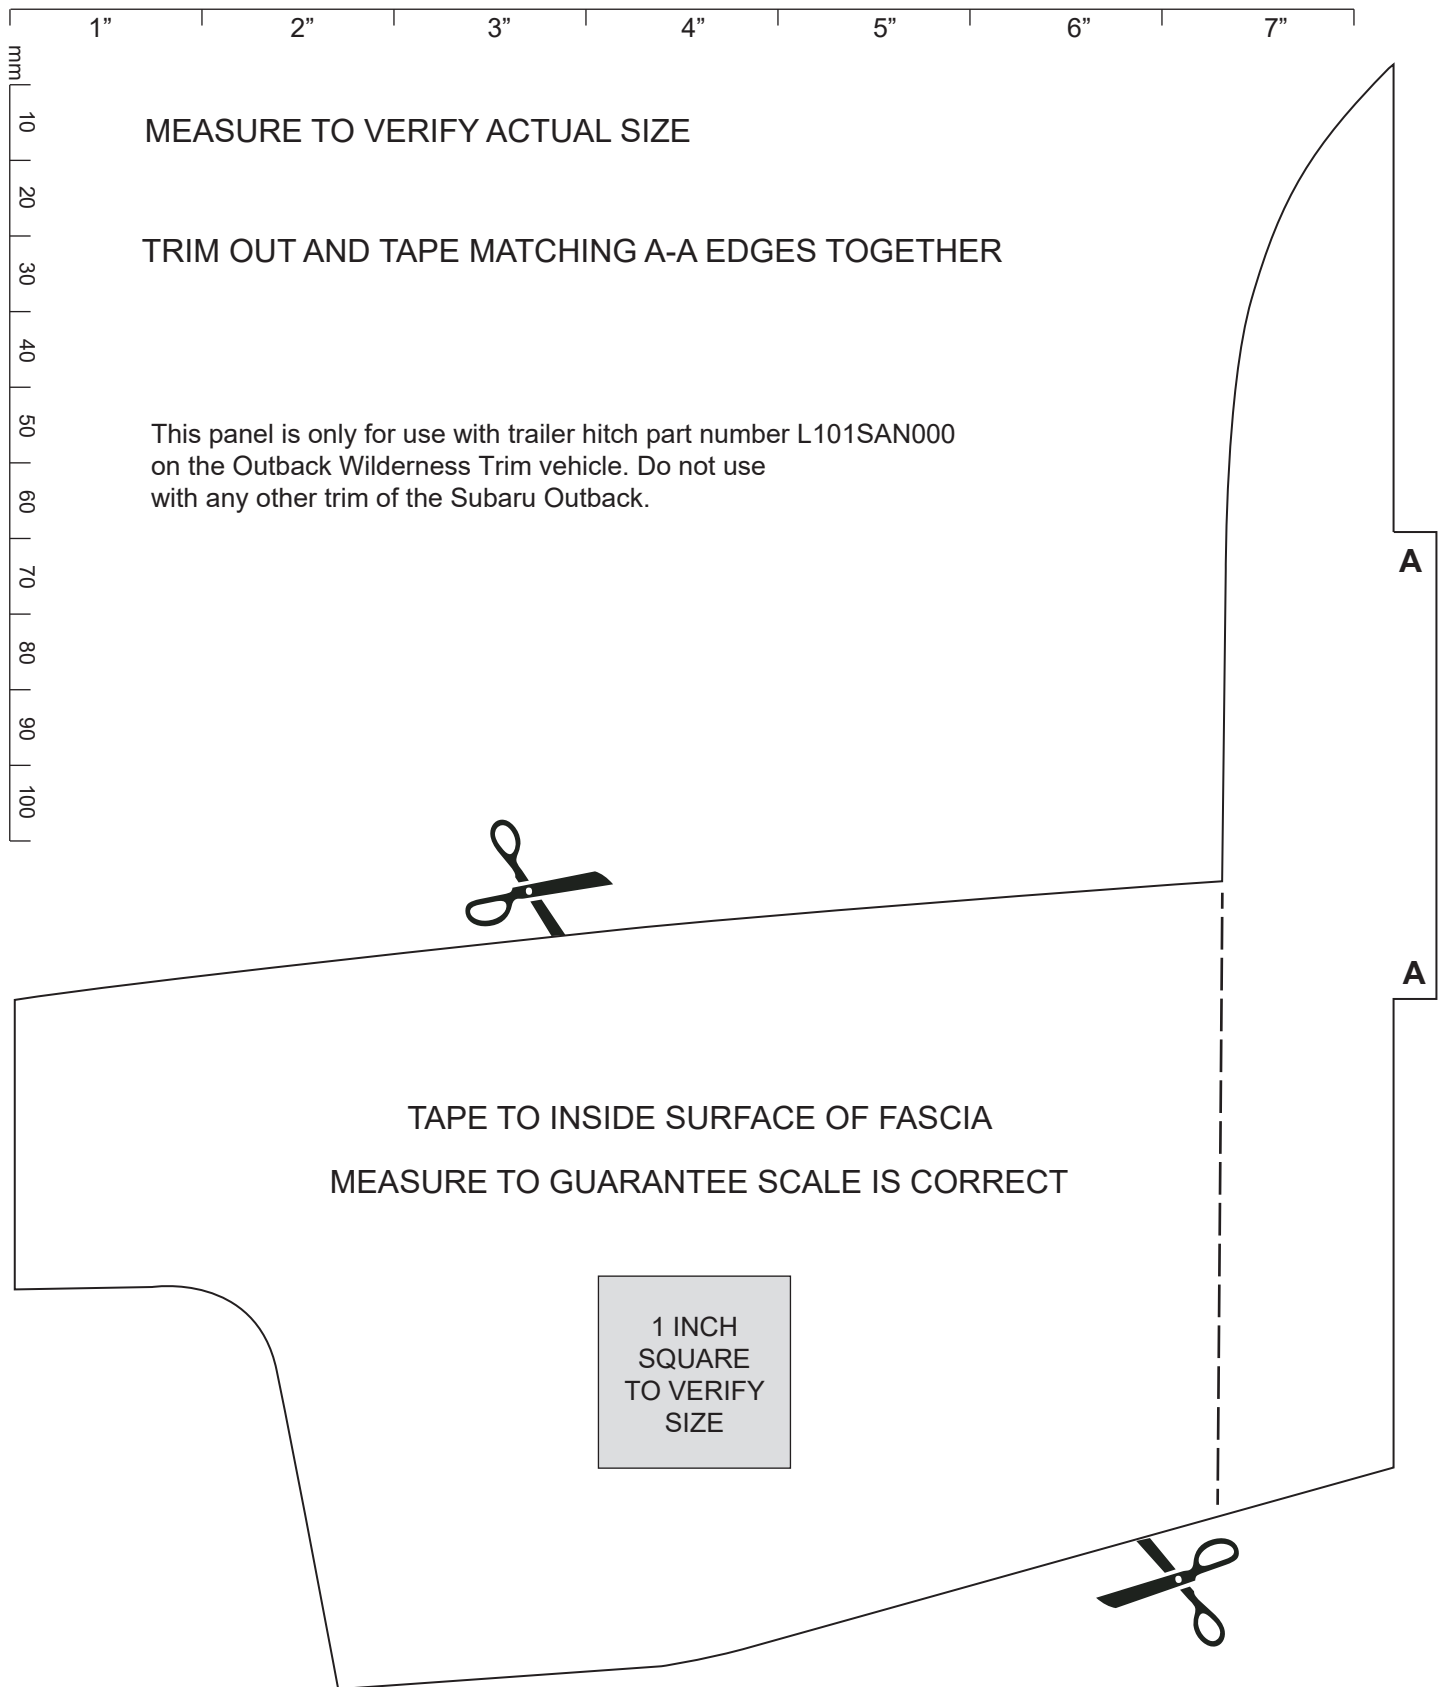 1” 2” 3” 4” 5” 6” 7”
mm
10
20
30
40
50
60
70
80
90
100
MEASURE TO VERIFY ACTUAL SIZE
TRIM OUT AND TAPE MATCHING A-A EDGES TOGETHER
This panel is only for use with trailer hitch part number L101SAN000
on the Outback Wilderness Trim vehicle. Do not use
with any other trim of the Subaru Outback.
A
A
TAPE TO INSIDE SURFACE OF FASCIA
MEASURE TO GUARANTEE SCALE IS CORRECT
1 INCH
SQUARE
TO VERIFY
SIZE